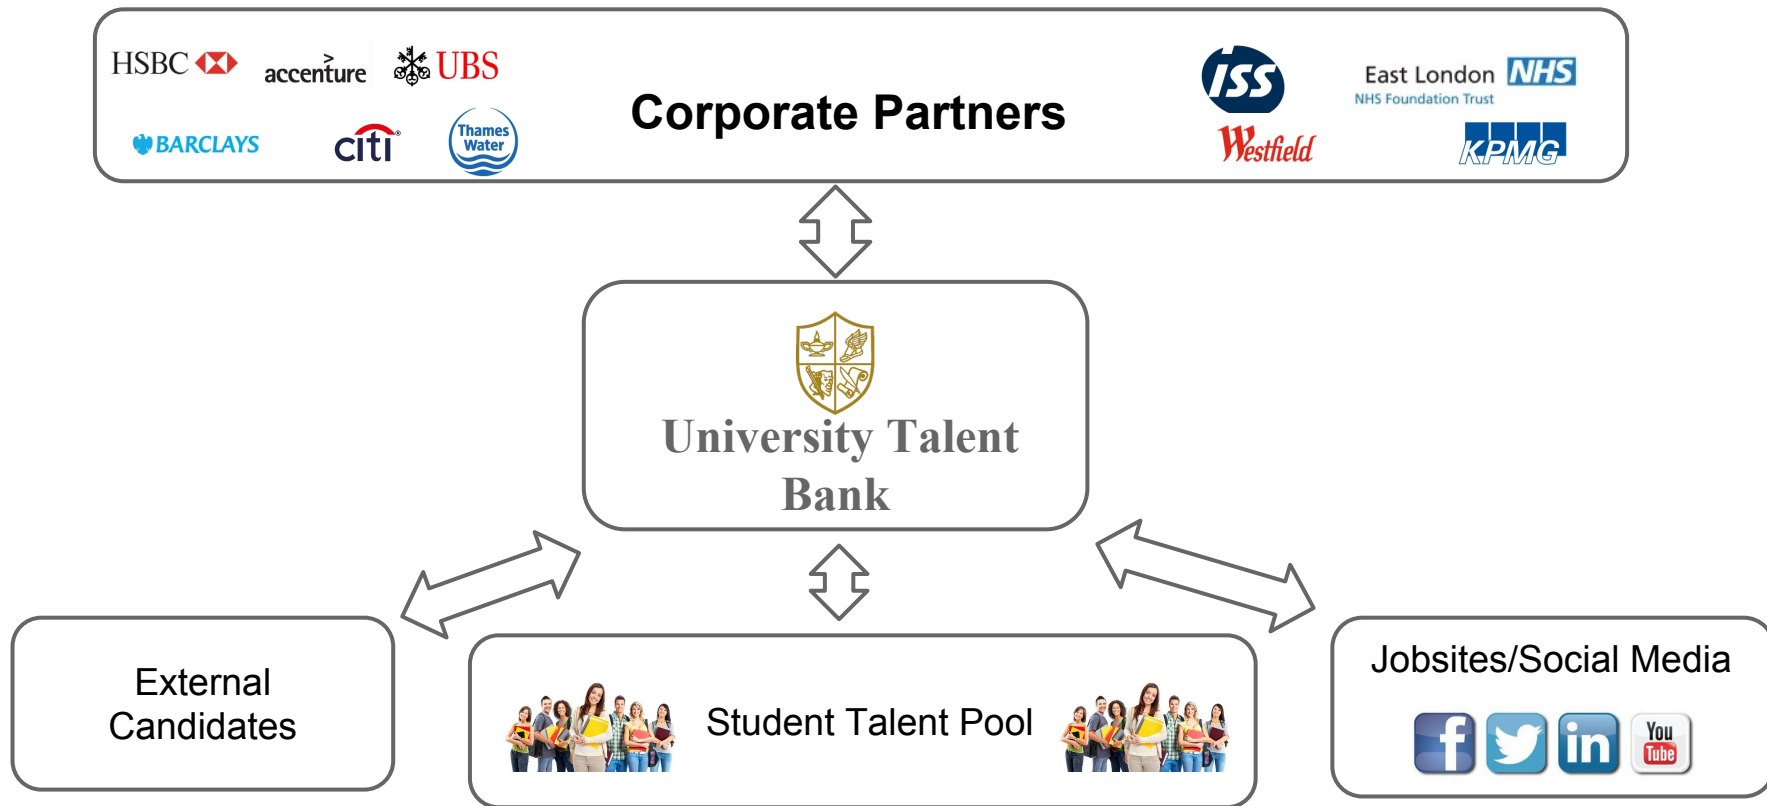 HSBC
accenture
>
UBS
BARCLAYS
citi
Thames
Water
Corporate Partners
ISS
East London NHS
NHS Foundation Trust
Westfield
KPMG
University Talent
Bank
External
Candidates
Student Talent Pool
Jobsites/Social Media
f
in
You
Tube